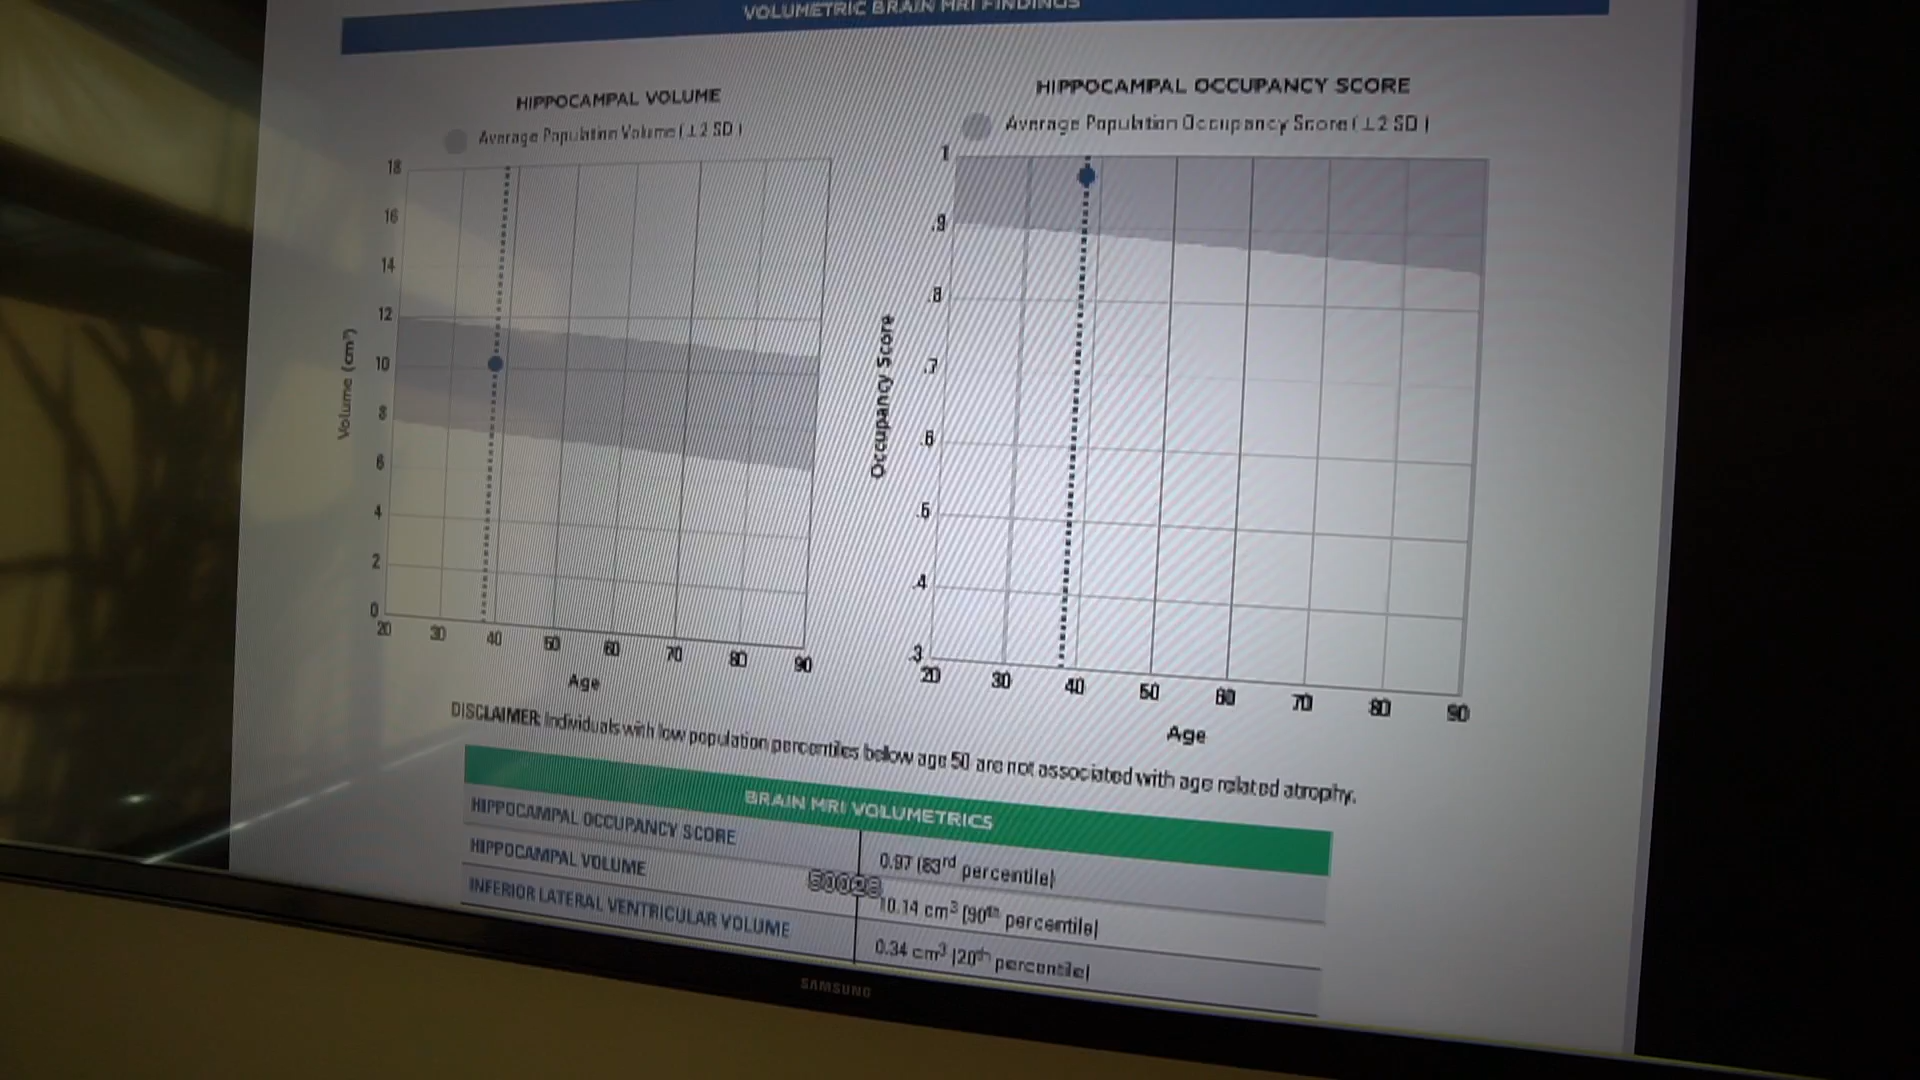 VOLUMETRIC BRAIN MRI FINDINGS
HIPPOCAMPAL VOLUME
Average Population Volume (±2 SD)
18
16
14
12
10
8
6
4
2
0
Volume (cm³)
20 30 40 50 60 70 80 90
Age
HIPPOCAMPAL OCCUPANCY SCORE
Average Population Occupancy Score (±2 SD)
1
.9
.8
.7
.6
.5
.4
.3
Occupancy Score
20 30 40 50 60 70 80 90
Age
DISCLAIMER: Individuals with low population percentiles below age 50 are not associated with age related atrophy.
BRAIN MRI VOLUMETRICS
HIPPOCAMPAL OCCUPANCY SCORE 0.97 (83rd percentile)
HIPPOCAMPAL VOLUME 10.14 cm³ (90th percentile)
INFERIOR LATERAL VENTRICULAR VOLUME 0.34 cm³ (20th percentile)
SAMSUNG